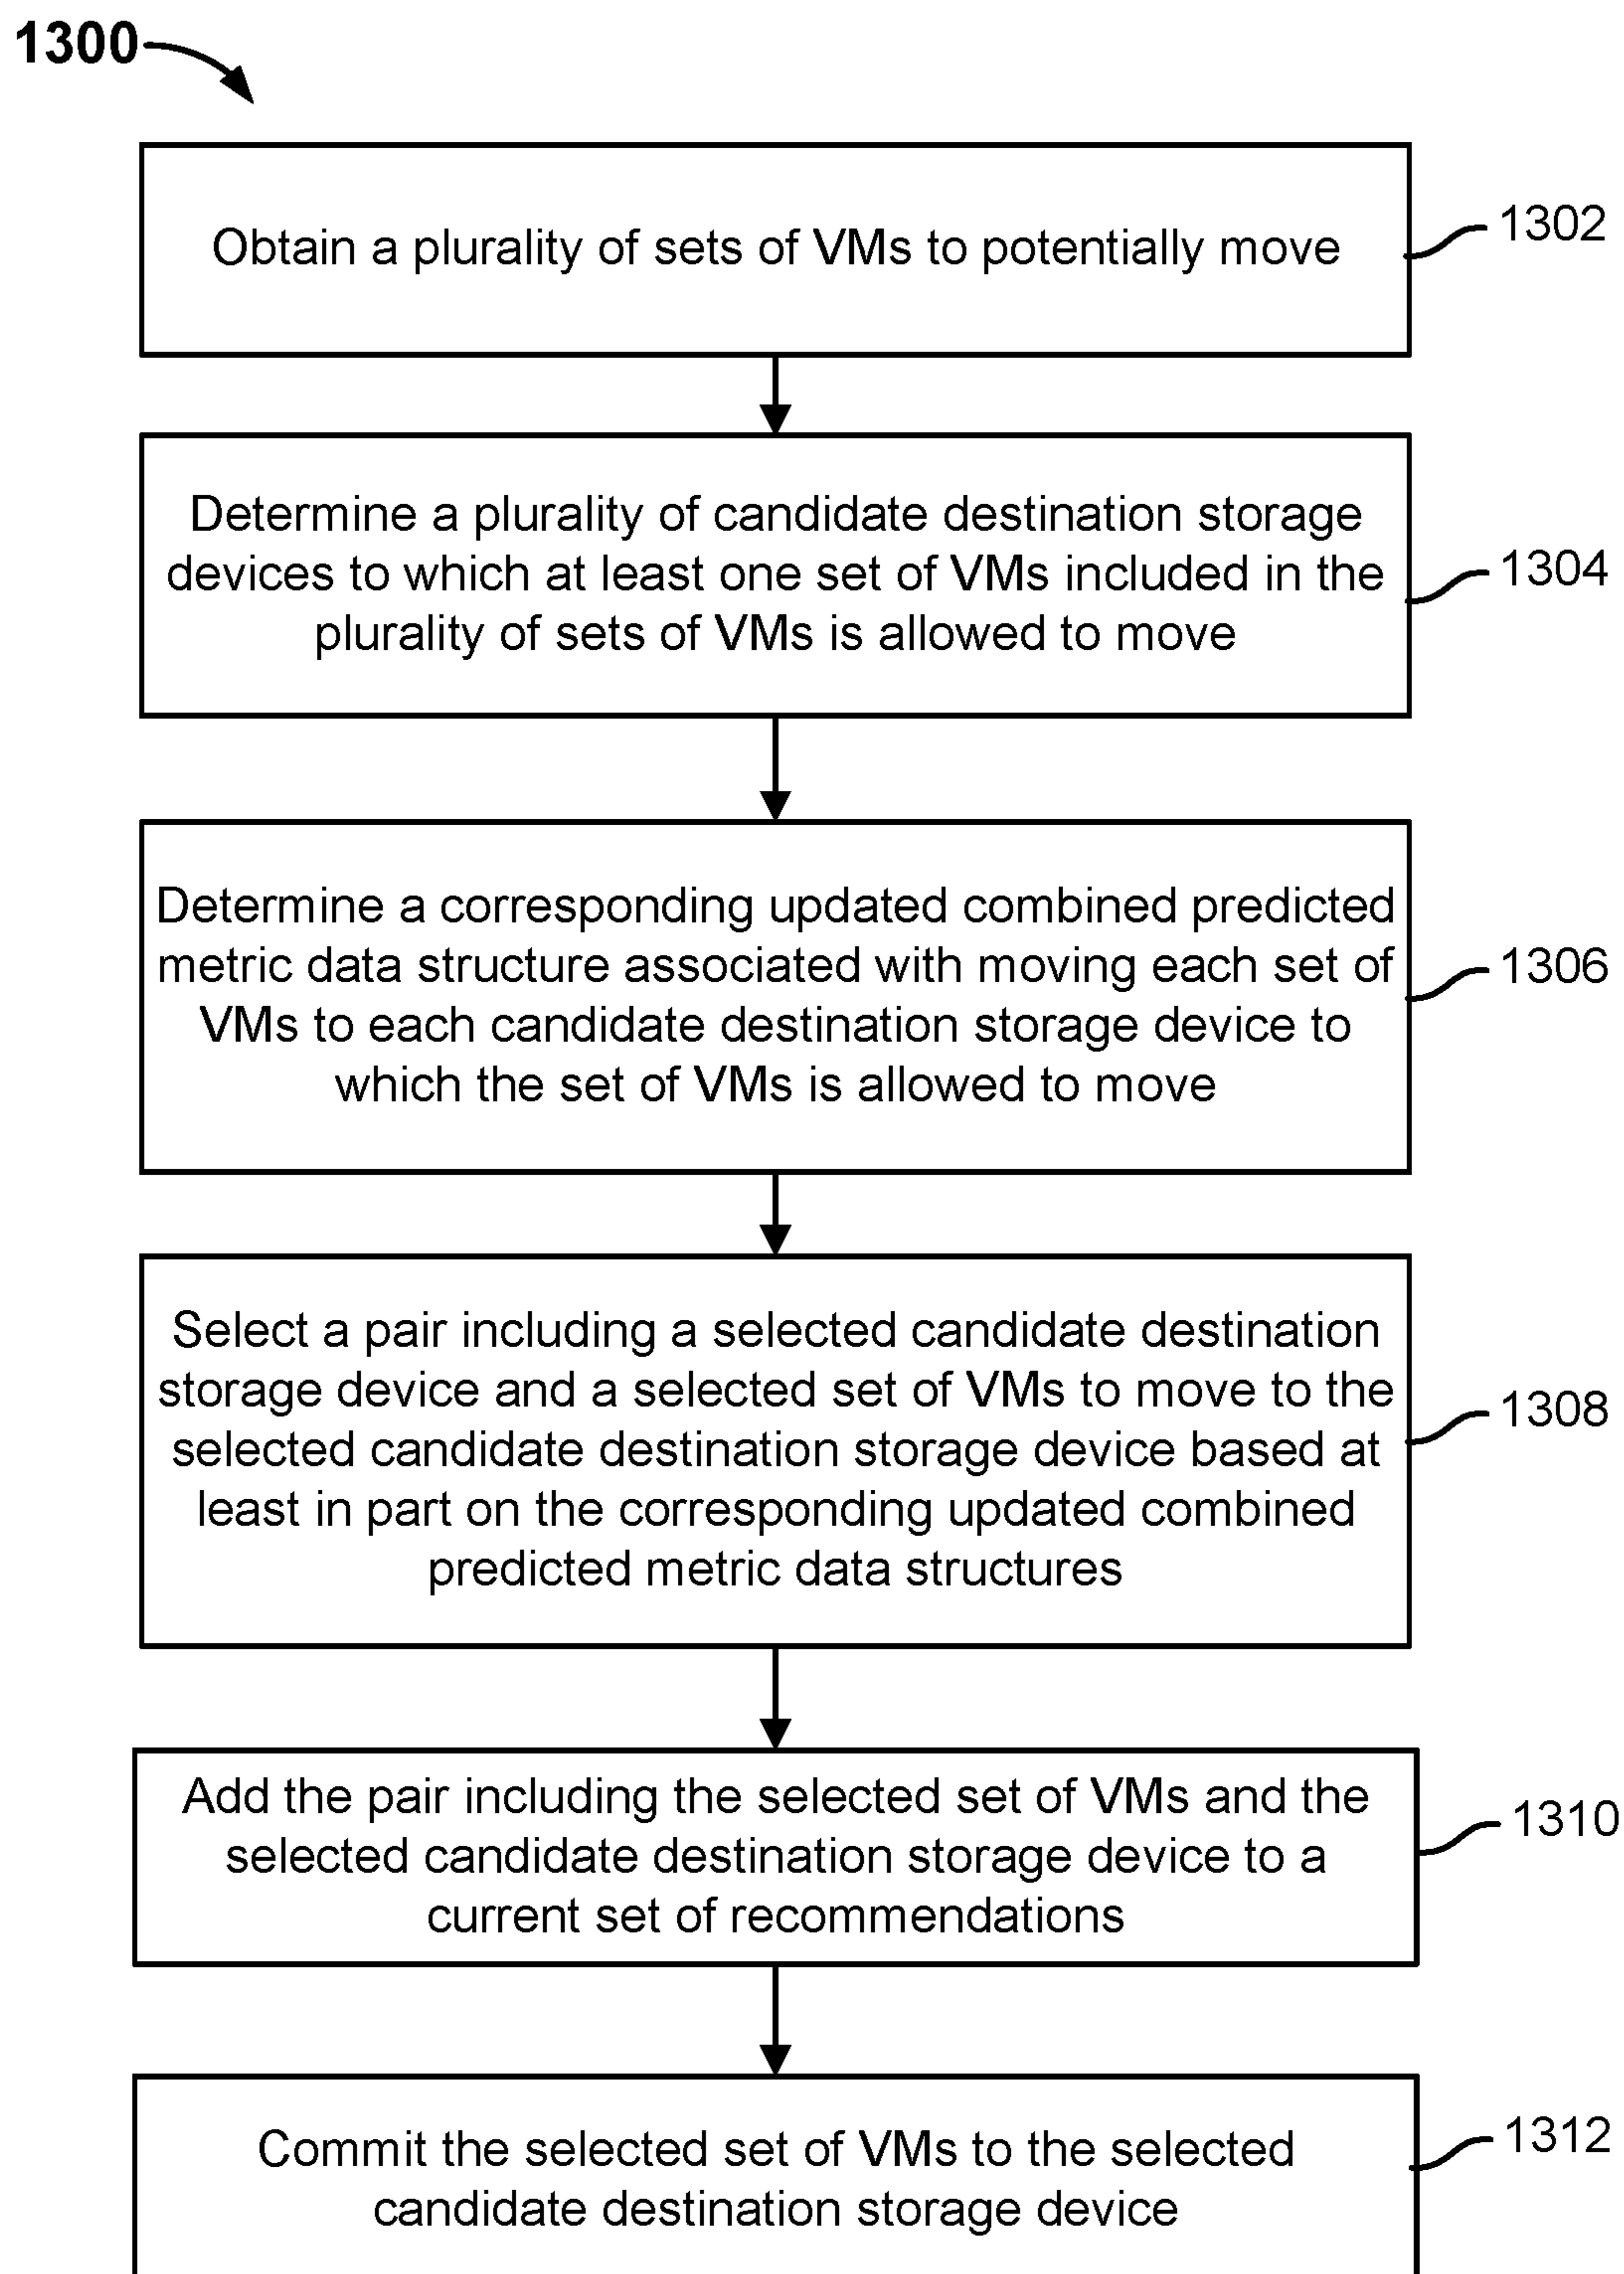 1300
Obtain a plurality of sets of VMs to potentially move
1302
Determine a plurality of candidate destination storage
devices to which at least one set of VMs included in the
plurality of sets of VMs is allowed to move
1304
Determine a corresponding updated combined predicted
metric data structure associated with moving each set of
VMs to each candidate destination storage device to
which the set of VMs is allowed to move
1306
Select a pair including a selected candidate destination
storage device and a selected set of VMs to move to the
selected candidate destination storage device based at
least in part on the corresponding updated combined
predicted metric data structures
1308
Add the pair including the selected set of VMs and the
selected candidate destination storage device to a
current set of recommendations
1310
Commit the selected set of VMs to the selected
candidate destination storage device
1312